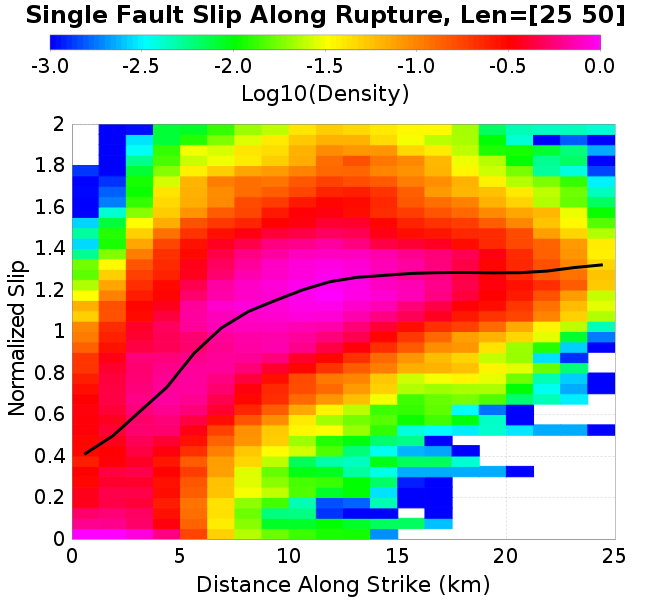 Single Fault Slip Along Rupture, Len=[25 50]
-3.0 -2.5 -2.0 -1.5 -1.0 -0.5 0.0
Log10(Density)
2
1.8
1.6
1.4
1.2
1
0.8
0.6
0.4
0.2
0
Normalized Slip
0 5 10 15 20 25
Distance Along Strike (km)